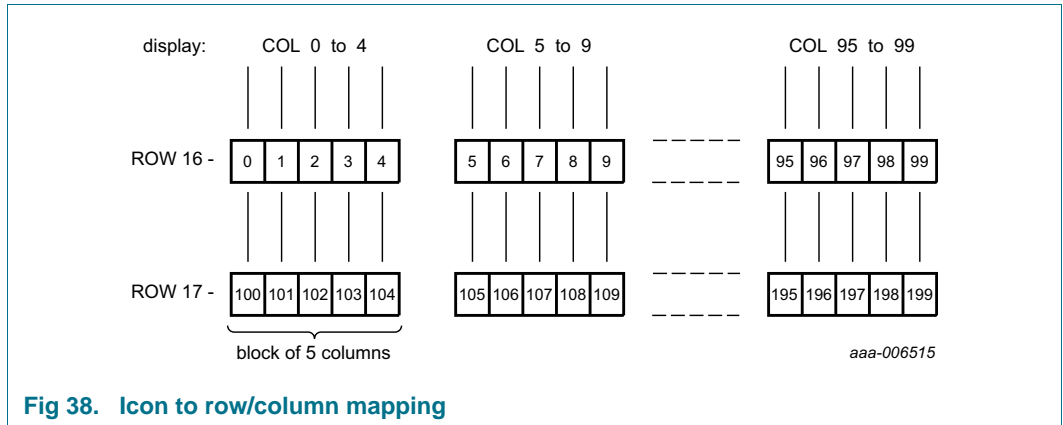 display: COL 0 to 4 COL 5 to 9 COL 95 to 99
ROW 16 - 0 1 2 3 4 5 6 7 8 9 95 96 97 98 99
ROW 17 - 100 101 102 103 104 105 106 107 108 109 195 196 197 198 199
block of 5 columns aaa-006515
Fig 38. Icon to row/column mapping